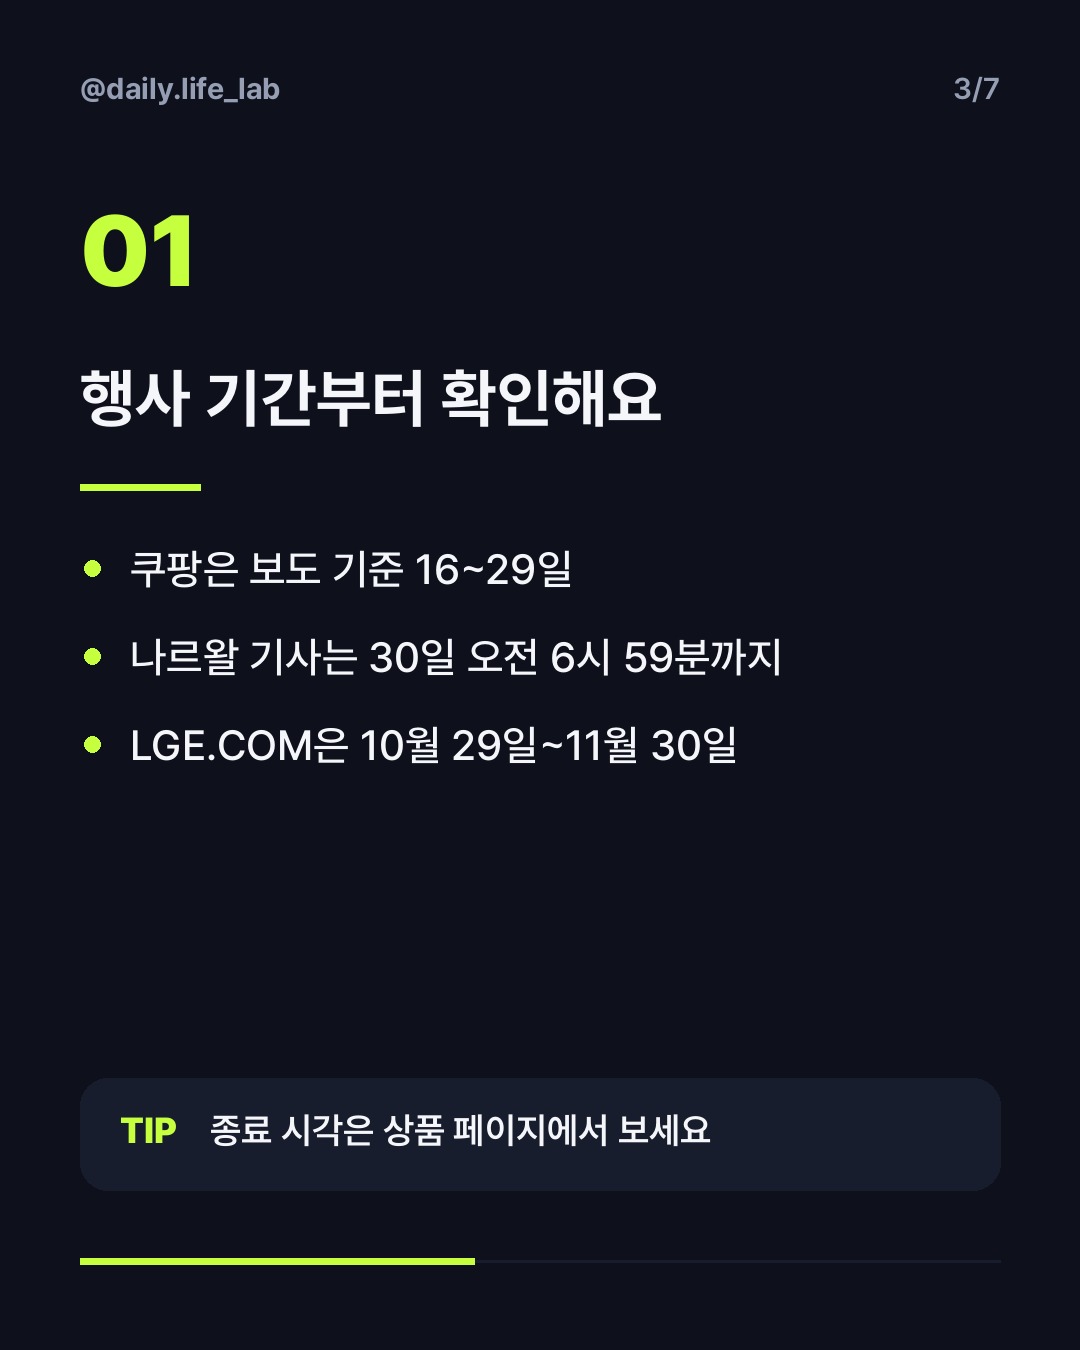 @daily.life_lab
3/7
01
행사 기간부터 확인해요
쿠팡은 보도 기준 16~29일
나르왈 기사는 30일 오전 6시 59분까지
LGE.COM은 10월 29일~11월 30일
TIP 종료 시각은 상품 페이지에서 보세요